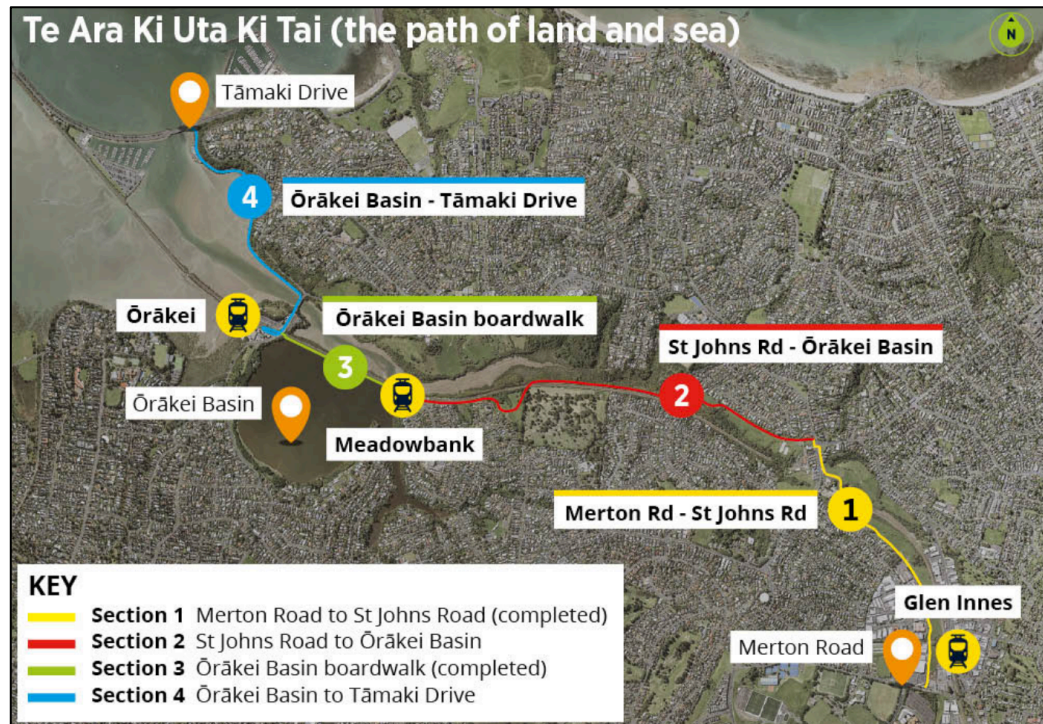 Te Ara Ki Uta Ki Tai (the path of land and sea)
N
Tāmaki Drive
4
Ōrākei Basin - Tāmaki Drive
Ōrākei
Ōrākei Basin boardwalk
3
St Johns Rd - Ōrākei Basin
2
Ōrākei Basin
Meadowbank
Merton Rd - St Johns Rd
1
Glen Innes
Merton Road
KEY
Section 1 Merton Road to St Johns Road (completed)
Section 2 St Johns Road to Ōrākei Basin
Section 3 Ōrākei Basin boardwalk (completed)
Section 4 Ōrākei Basin to Tāmaki Drive